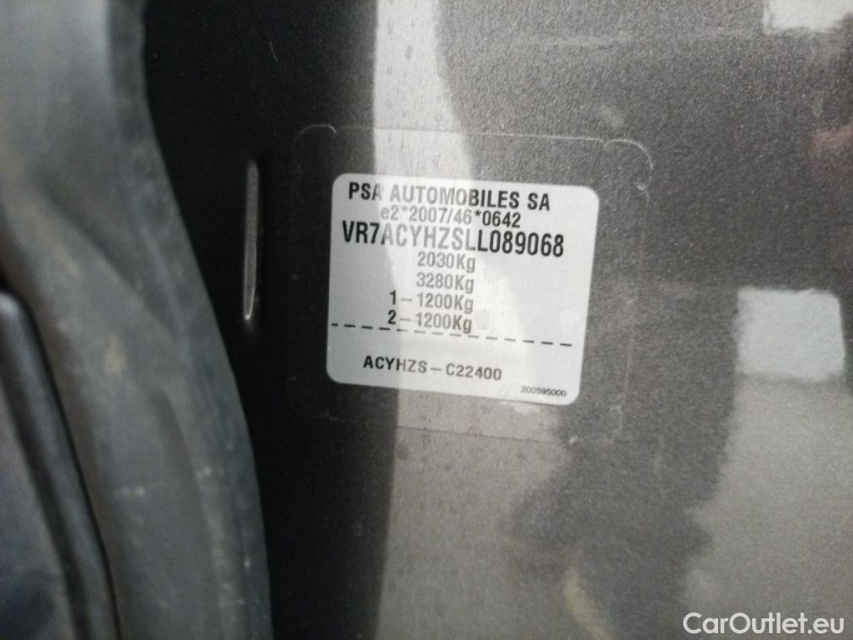 PSA AUTOMOBILES SA
e2*2007/46*0642
VR7ACYHZSLL089068
2030Kg
3280Kg
1-1200Kg
2-1200Kg
ACYHZS-C22400
200595000
CarOutlet.eu